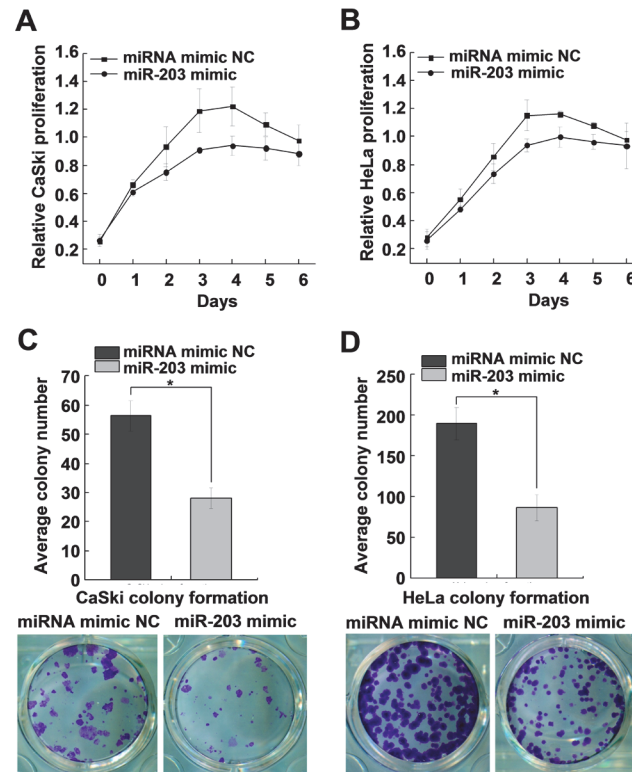 A
miRNA mimic NC
miR-203 mimic
Relative CaSki proliferation
1.6
1.4
1.2
1.0
0.8
0.6
0.4
0.2
0 1 2 3 4 5 6
Days
B
miRNA mimic NC
miR-203 mimic
Relative HeLa proliferation
1.6
1.4
1.2
1.0
0.8
0.6
0.4
0.2
0 1 2 3 4 5 6
Days
C
miRNA mimic NC
miR-203 mimic
Average colony number
70
60
50
40
30
20
10
0
*
CaSki colony formation
miRNA mimic NC miR-203 mimic
D
miRNA mimic NC
miR-203 mimic
Average colony number
250
200
150
100
50
0
*
HeLa colony formation
miRNA mimic NC miR-203 mimic